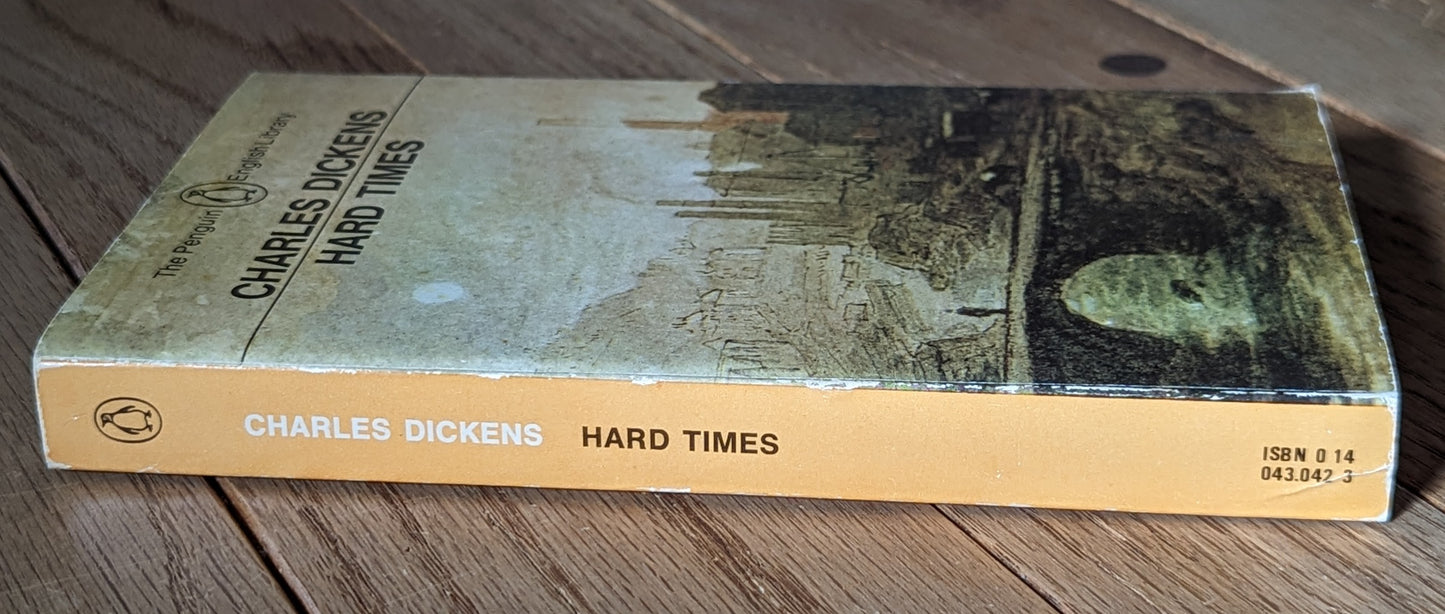 The Penguin English Library
CHARLES DICKENS
HARD TIMES
CHARLES DICKENS HARD TIMES
ISBN 0 14
043.042 3